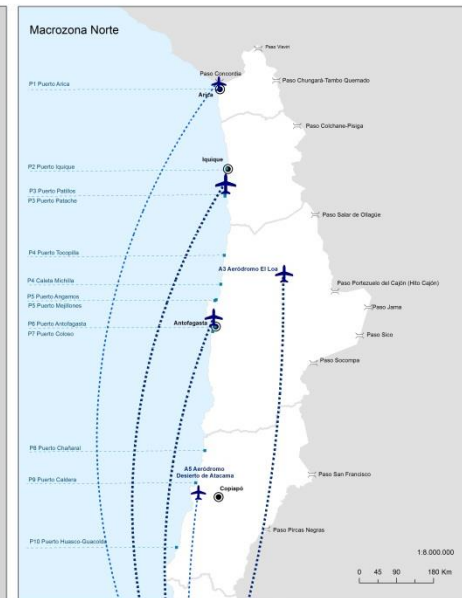 Macrozona Norte
Paso Visviri
Paso Concordia
Paso Chungará-Tambo Quemado
P1 Puerto Arica
Arica
Paso Colchane-Pisiga
Iquique
P2 Puerto Iquique
P3 Puerto Patillos
P3 Puerto Patache
Paso Salar de Ollagüe
P4 Puerto Tocopilla
A3 Aeródromo El Loa
P4 Caleta Michilla
Paso Portezuelo del Cajón (Hito Cajón)
P5 Puerto Angamos
P5 Puerto Mejillones
Paso Jama
P6 Puerto Antofagasta
Antofagasta
P7 Puerto Coloso
Paso Sico
Paso Socompa
P8 Puerto Chañaral
A5 Aeródromo
Desierto de Atacama
P9 Puerto Caldera
Paso San Francisco
Copiapó
Paso Pircas Negras
P10 Puerto Huasco-Guacolda
1:8.000.000
0 45 90 180 Km